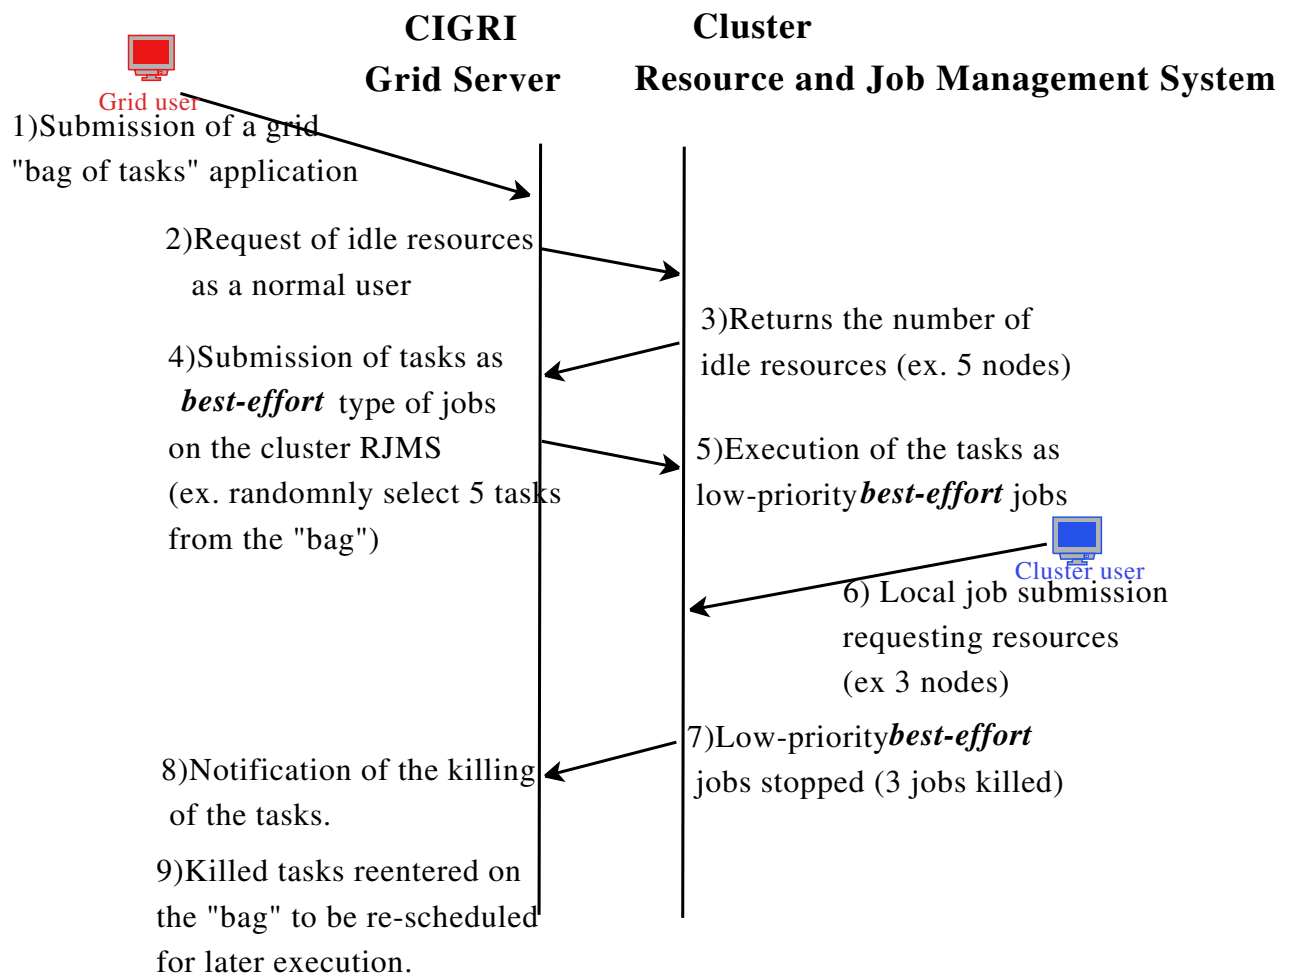 CIGRI
Grid Server
Cluster
Resource and Job Management System
Grid user
1)Submission of a grid
"bag of tasks" application
2)Request of idle resources
as a normal user
3)Returns the number of
idle resources (ex. 5 nodes)
4)Submission of tasks as
best-effort type of jobs
on the cluster RJMS
(ex. randomnly select 5 tasks
from the "bag")
5)Execution of the tasks as
low-priority best-effort jobs
Cluster user
6) Local job submission
requesting resources
(ex 3 nodes)
7)Low-priority best-effort
jobs stopped (3 jobs killed)
8)Notification of the killing
of the tasks.
9)Killed tasks reentered on
the "bag" to be re-scheduled
for later execution.